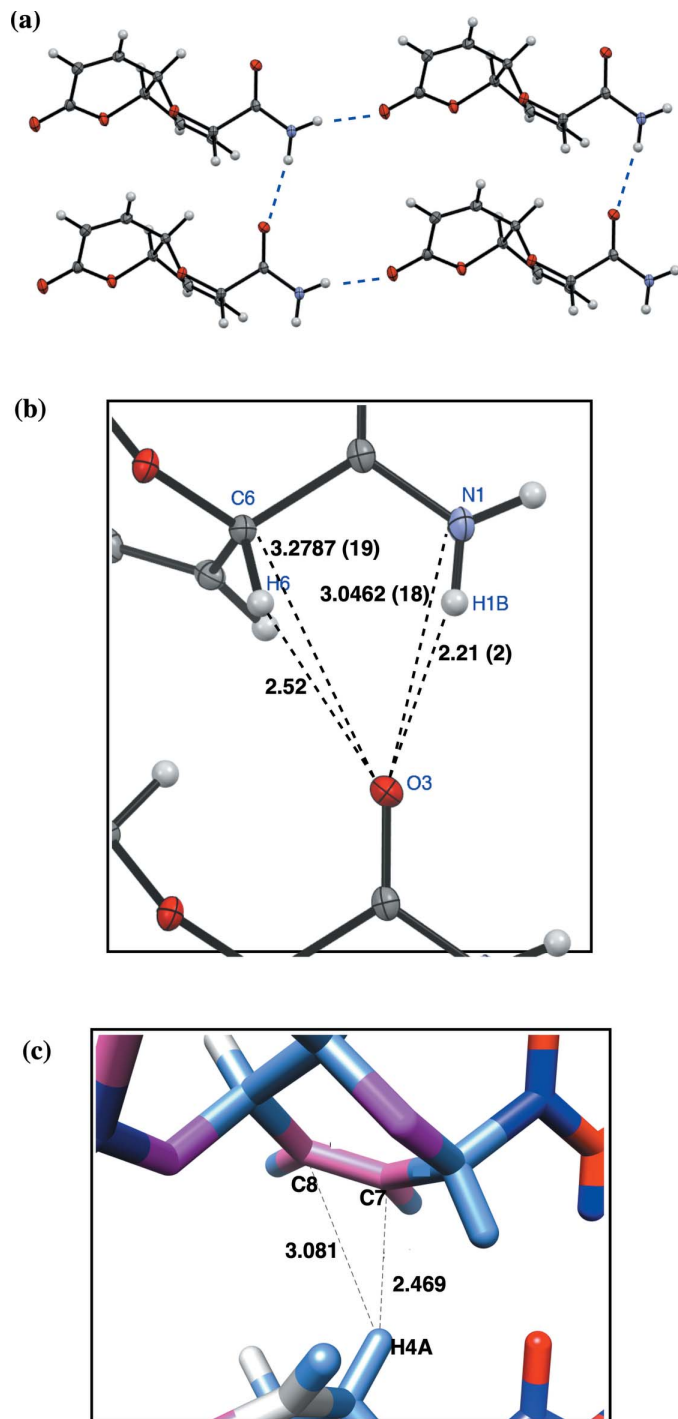 (a)
(b)
C6
N1
3.2787 (19)
H6
3.0462 (18)
H1B
2.21 (2)
2.52
O3
(c)
C8
C7
3.081
2.469
H4A